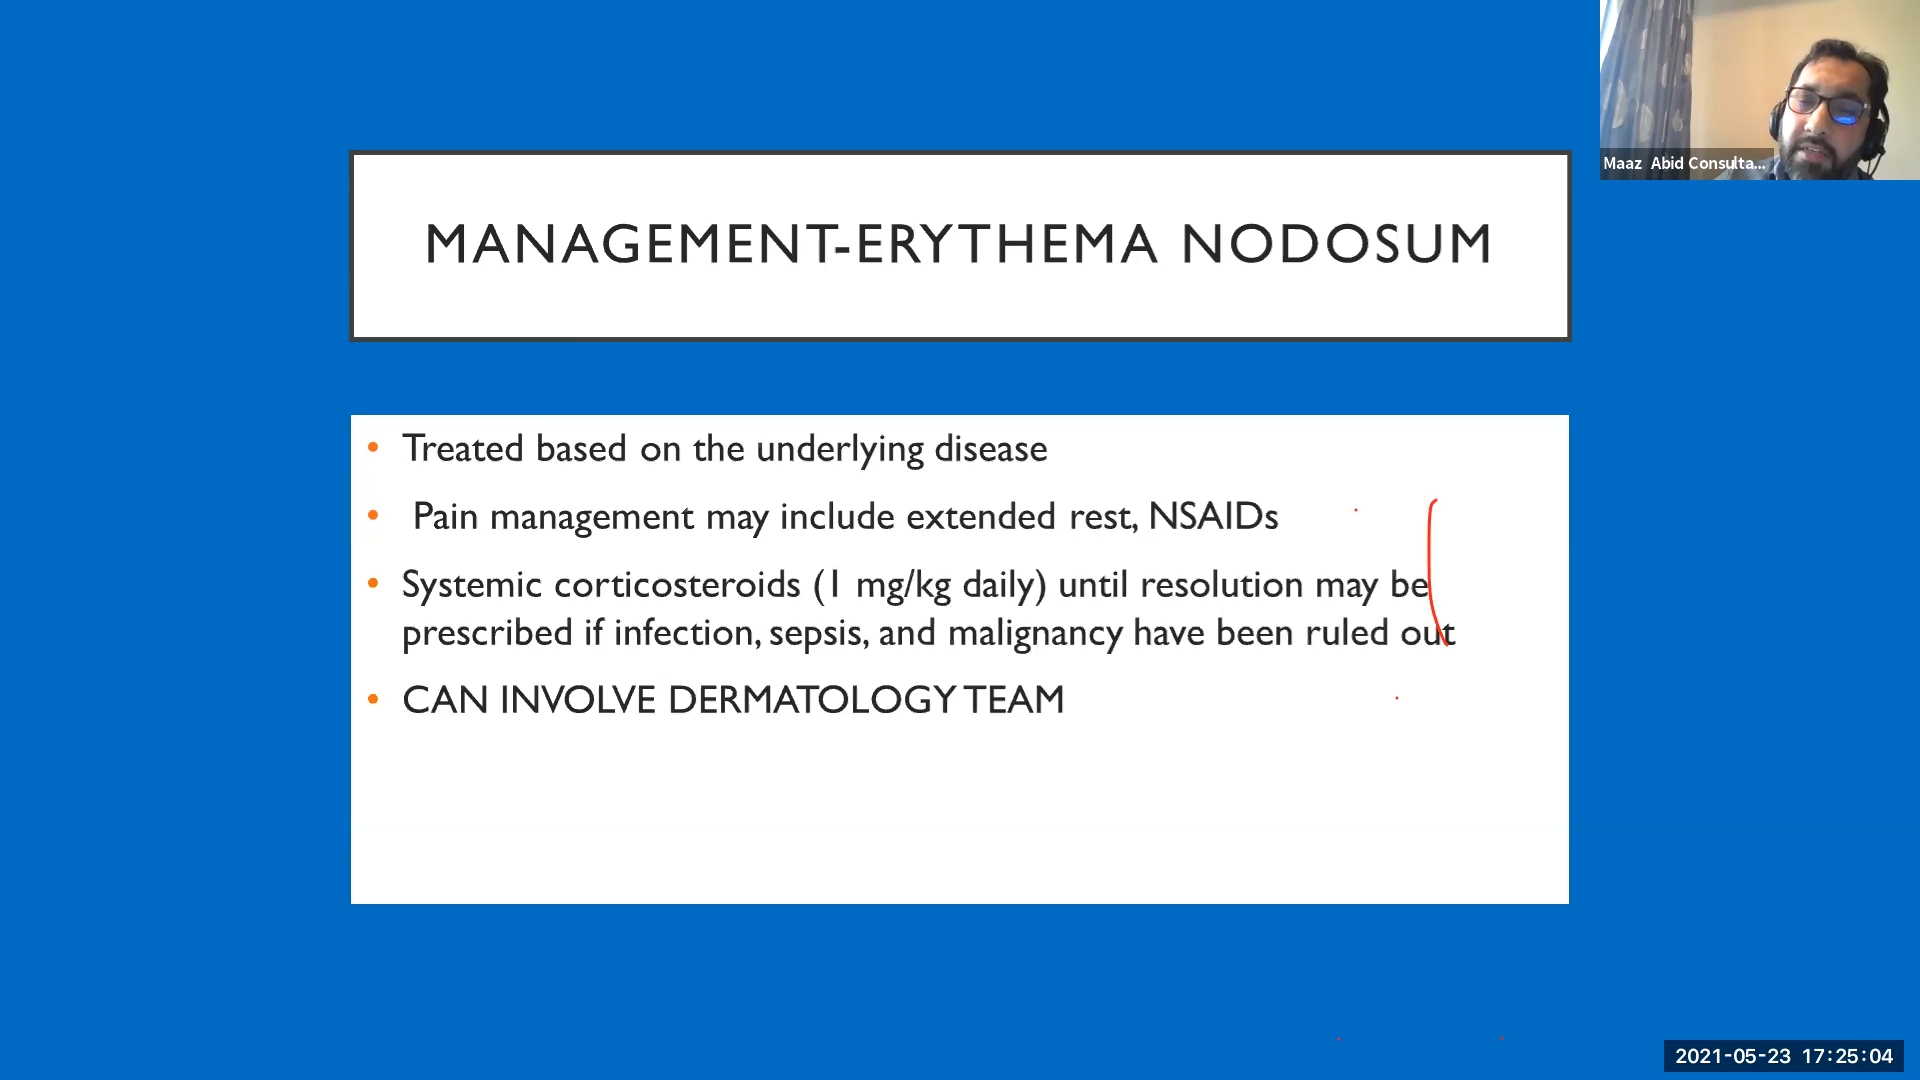 Maaz Abid Consulta...
MANAGEMENT-ERYTHEMA NODOSUM
• Treated based on the underlying disease
• Pain management may include extended rest, NSAIDs
• Systemic corticosteroids (1 mg/kg daily) until resolution may be
prescribed if infection, sepsis, and malignancy have been ruled out
• CAN INVOLVE DERMATOLOGY TEAM
2021-05-23 17:25:04